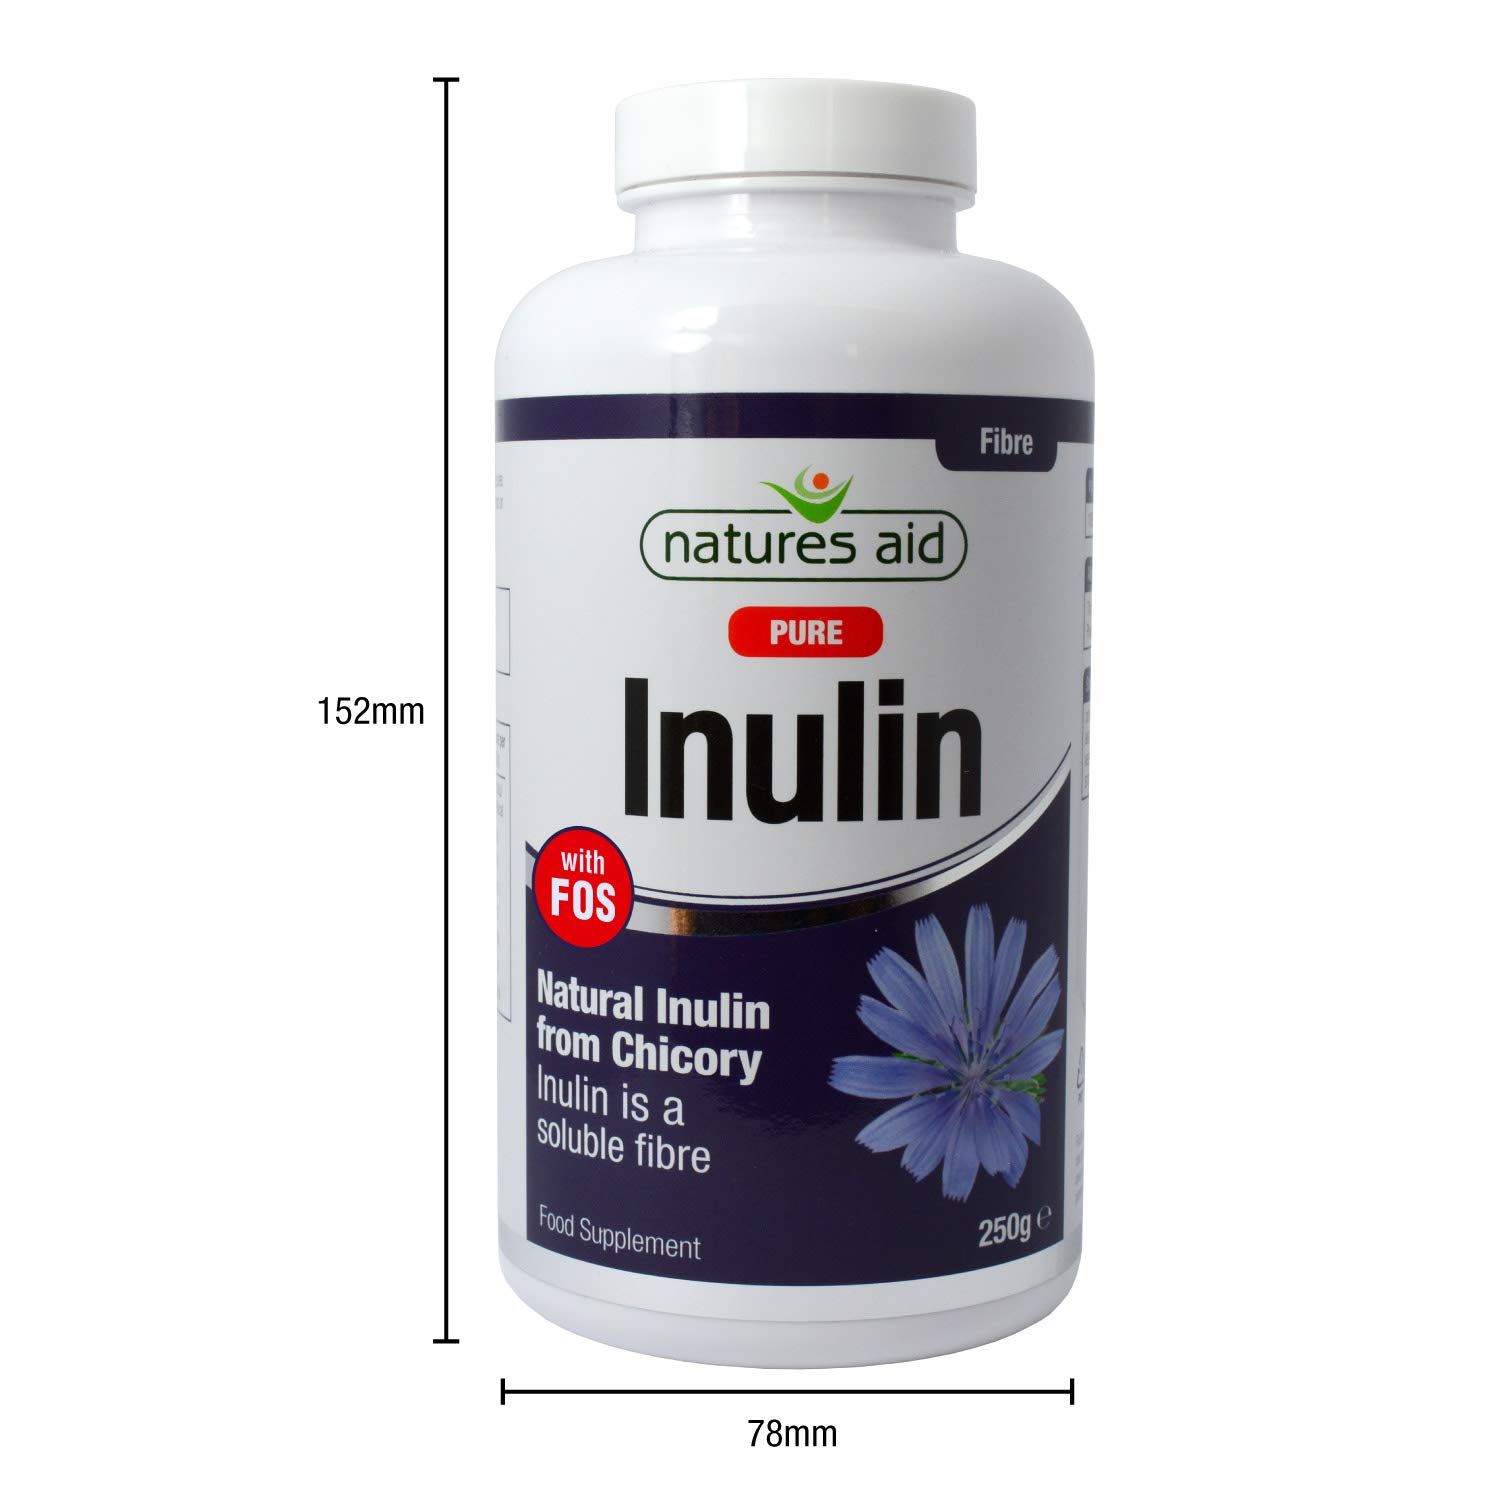 Fibre
natures aid
PURE
Inulin
with
FOS
Natural Inulin
from Chicory
Inulin is a
soluble fibre
Food Supplement
250g ℮
152mm
78mm